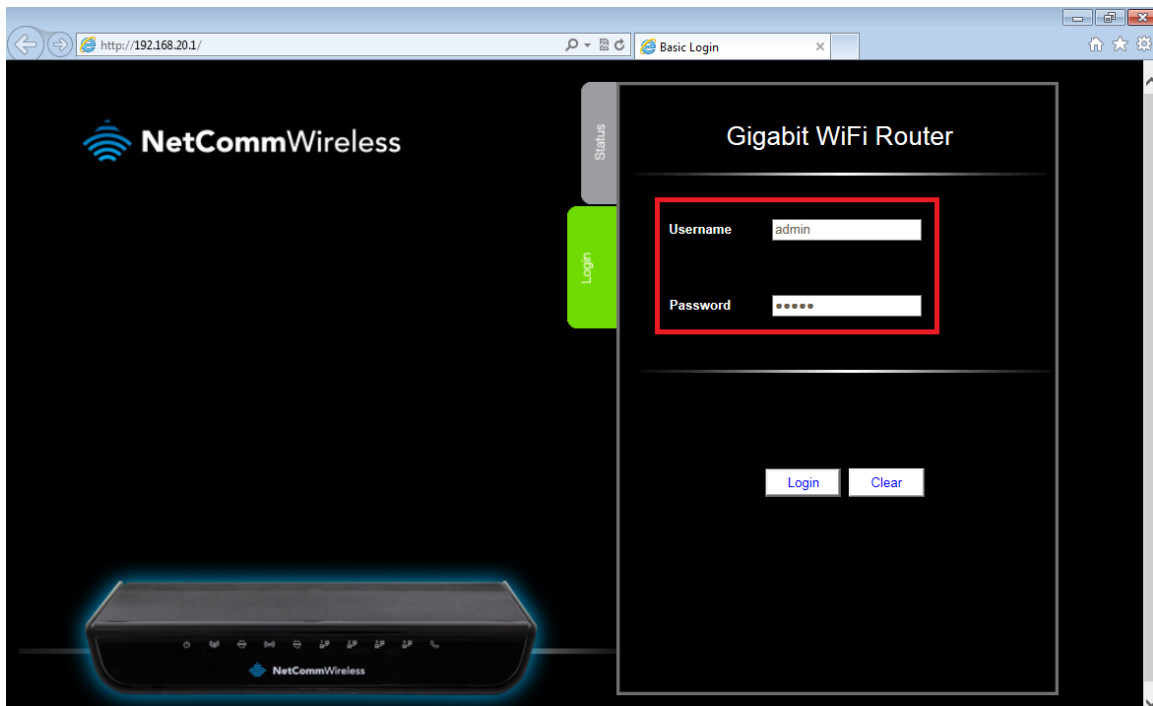 http://192.168.20.1/
Basic Login
NetCommWireless
Status
Login
Gigabit WiFi Router
Username admin
Password •••••
Login Clear
NetCommWireless